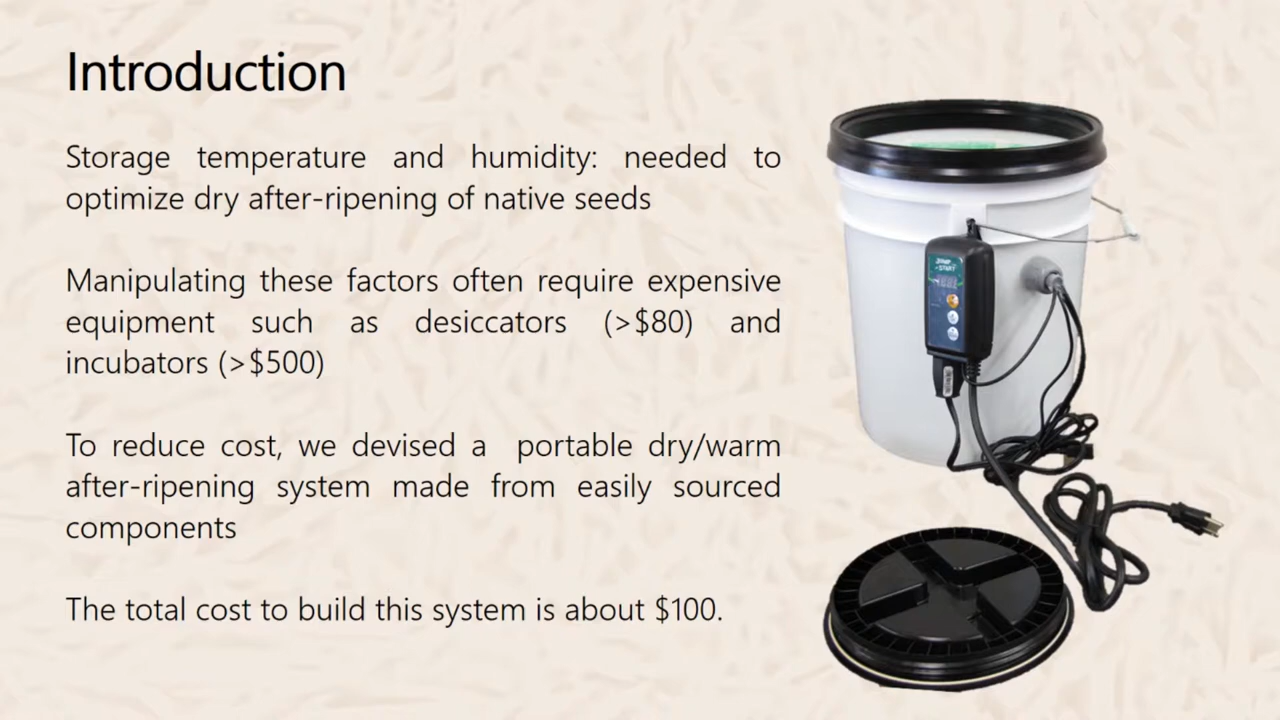 Introduction
Storage temperature and humidity: needed to
optimize dry after-ripening of native seeds
Manipulating these factors often require expensive
equipment such as desiccators (>$80) and
incubators (>$500)
To reduce cost, we devised a portable dry/warm
after-ripening system made from easily sourced
components
The total cost to build this system is about $100.
JUMP
START